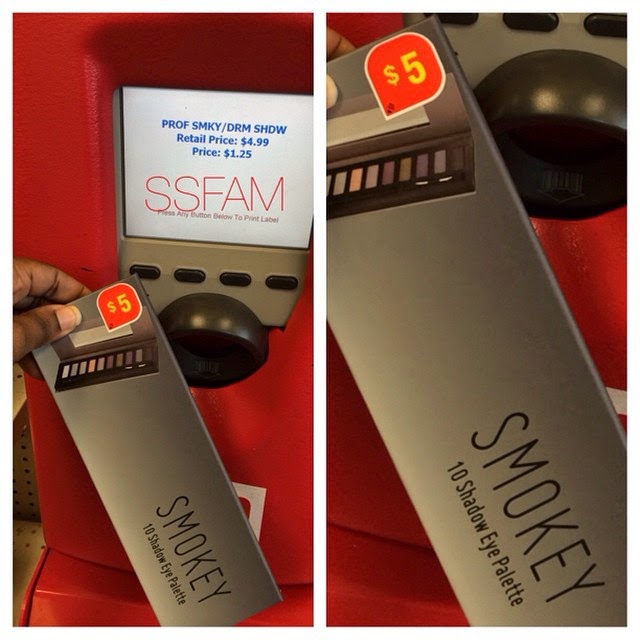 PROF SMKY/DRM SHDW
Retail Price: $4.99
Price: $1.25
SSFAM
Press Any Button Below To Print Label
$5
SMOKEY
10 Shadow Eye Palette
$5
SMOKEY
10 Shadow Eye Palette